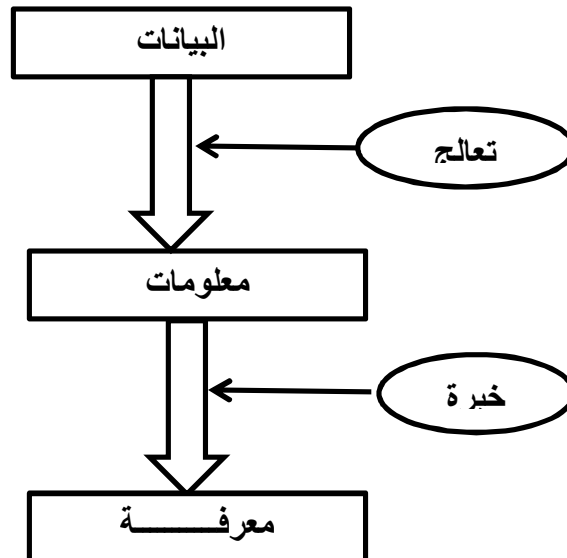 البيانات
تعالج
معلومات
خبرة
معرفـــــــة